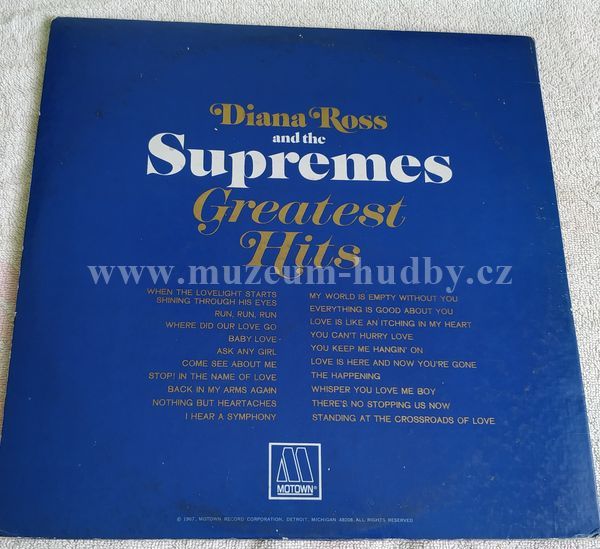 Diana Ross
and the
Supremes
Greatest
Hits
www.muzeum-hudby.cz
WHEN THE LOVELIGHT STARTS
SHINING THROUGH HIS EYES
RUN, RUN, RUN
WHERE DID OUR LOVE GO
BABY LOVE
ASK ANY GIRL
COME SEE ABOUT ME
STOP! IN THE NAME OF LOVE
BACK IN MY ARMS AGAIN
NOTHING BUT HEARTACHES
I HEAR A SYMPHONY
MY WORLD IS EMPTY WITHOUT YOU
EVERYTHING IS GOOD ABOUT YOU
LOVE IS LIKE AN ITCHING IN MY HEART
YOU CAN'T HURRY LOVE
YOU KEEP ME HANGIN' ON
LOVE IS HERE AND NOW YOU'RE GONE
THE HAPPENING
WHISPER YOU LOVE ME BOY
THERE'S NO STOPPING US NOW
STANDING AT THE CROSSROADS OF LOVE
M
MOTOWN®
© 1967, MOTOWN RECORD CORPORATION, DETROIT, MICHIGAN 48208, ALL RIGHTS RESERVED